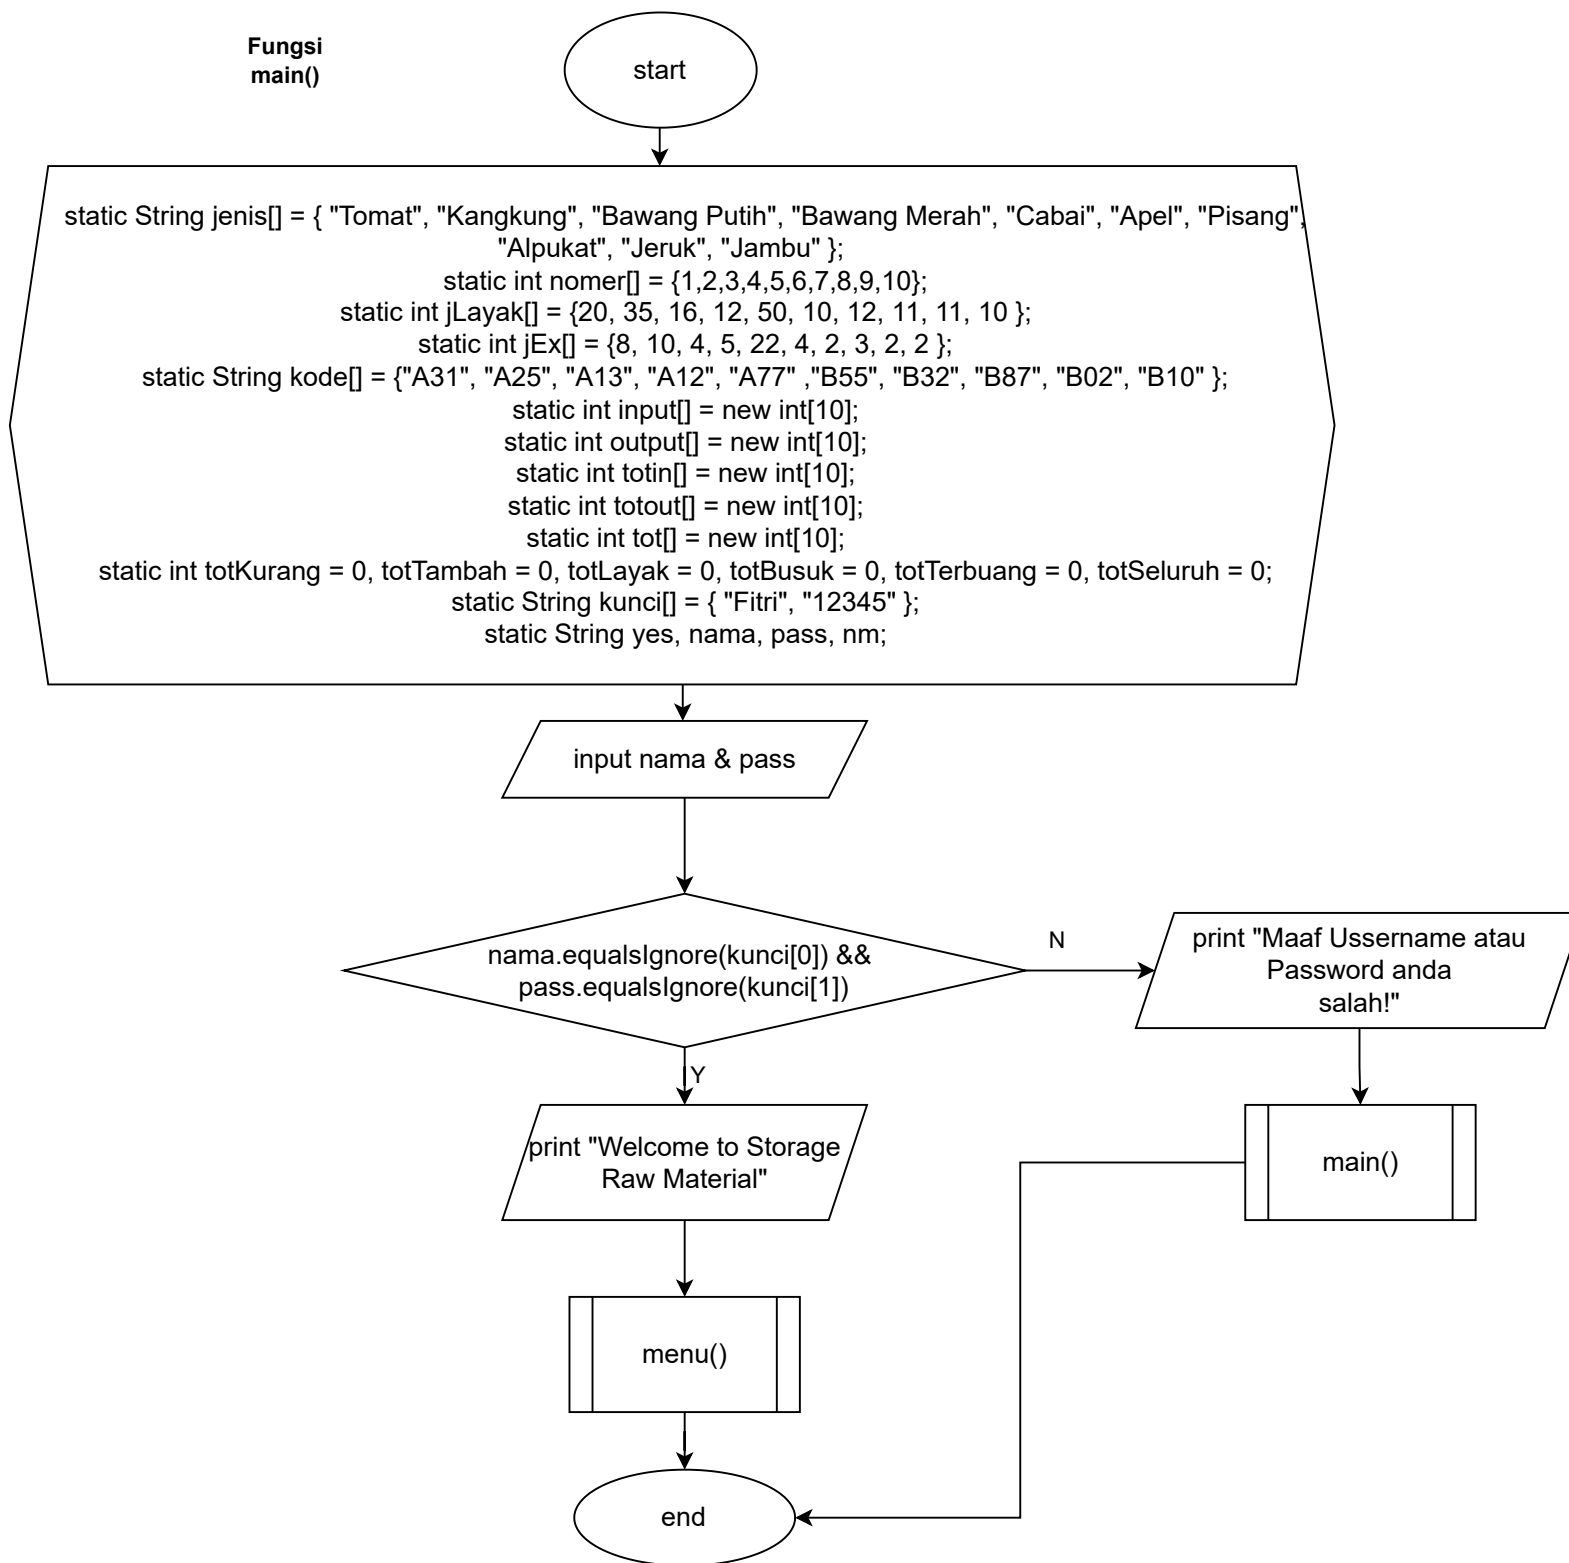 Fungsi
main()
start
static String jenis[] = { "Tomat", "Kangkung", "Bawang Putih", "Bawang Merah", "Cabai", "Apel", "Pisang",
"Alpukat", "Jeruk", "Jambu" };
static int nomer[] = {1,2,3,4,5,6,7,8,9,10};
static int jLayak[] = {20, 35, 16, 12, 50, 10, 12, 11, 11, 10 };
static int jEx[] = {8, 10, 4, 5, 22, 4, 2, 3, 2, 2 };
static String kode[] = {"A31", "A25", "A13", "A12", "A77" ,"B55", "B32", "B87", "B02", "B10" };
static int input[] = new int[10];
static int output[] = new int[10];
static int totin[] = new int[10];
static int totout[] = new int[10];
static int tot[] = new int[10];
static int totKurang = 0, totTambah = 0, totLayak = 0, totBusuk = 0, totTerbuang = 0, totSeluruh = 0;
static String kunci[] = { "Fitri", "12345" };
static String yes, nama, pass, nm;
input nama & pass
nama.equalsIgnore(kunci[0]) &&
pass.equalsIgnore(kunci[1])
N
print "Maaf Ussername atau
Password anda
salah!"
Y
print "Welcome to Storage
Raw Material"
main()
menu()
end